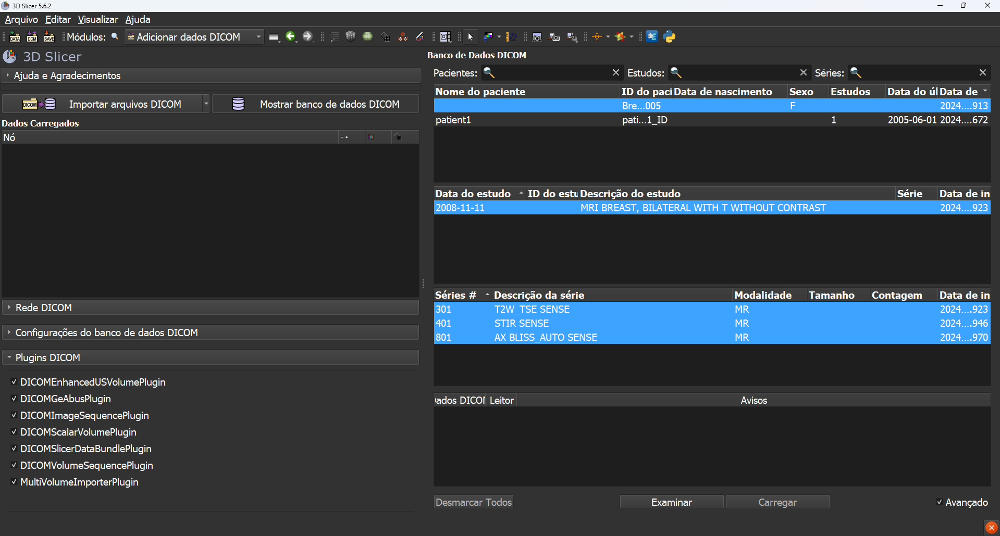 3D Slicer 5.6.2
Arquivo Editar Visualizar Ajuda
DATA DCM SAVE Módulos: Adicionar dados DICOM
3D Slicer
Ajuda e Agradecimentos
DICOM Importar arquivos DICOM Mostrar banco de dados DICOM
Dados Carregados
Nó
Rede DICOM
Configurações do banco de dados DICOM
Plugins DICOM
DICOMEnhancedUSVolumePlugin
DICOMGeAbusPlugin
DICOMImageSequencePlugin
DICOMScalarVolumePlugin
DICOMSlicerDataBundlePlugin
DICOMVolumeSequencePlugin
MultiVolumeImporterPlugin
Banco de Dados DICOM
Pacientes: Estudos: Séries:
Nome do paciente ID do paci Data de nascimento Sexo Estudos Data do úl Data de
Bre...005 F 2024....913
patient1 pati...1_ID 1 2005-06-01 2024....672
Data do estudo ID do estu Descrição do estudo Série Data de in
2008-11-11 MRI BREAST, BILATERAL WITH T WITHOUT CONTRAST 2024....923
Séries # Descrição da série Modalidade Tamanho Contagem Data de in
301 T2W_TSE SENSE MR 2024....923
401 STIR SENSE MR 2024....946
801 AX BLISS_AUTO SENSE MR 2024....970
ados DICO Leitor Avisos
Desmarcar Todos Examinar Carregar Avançado